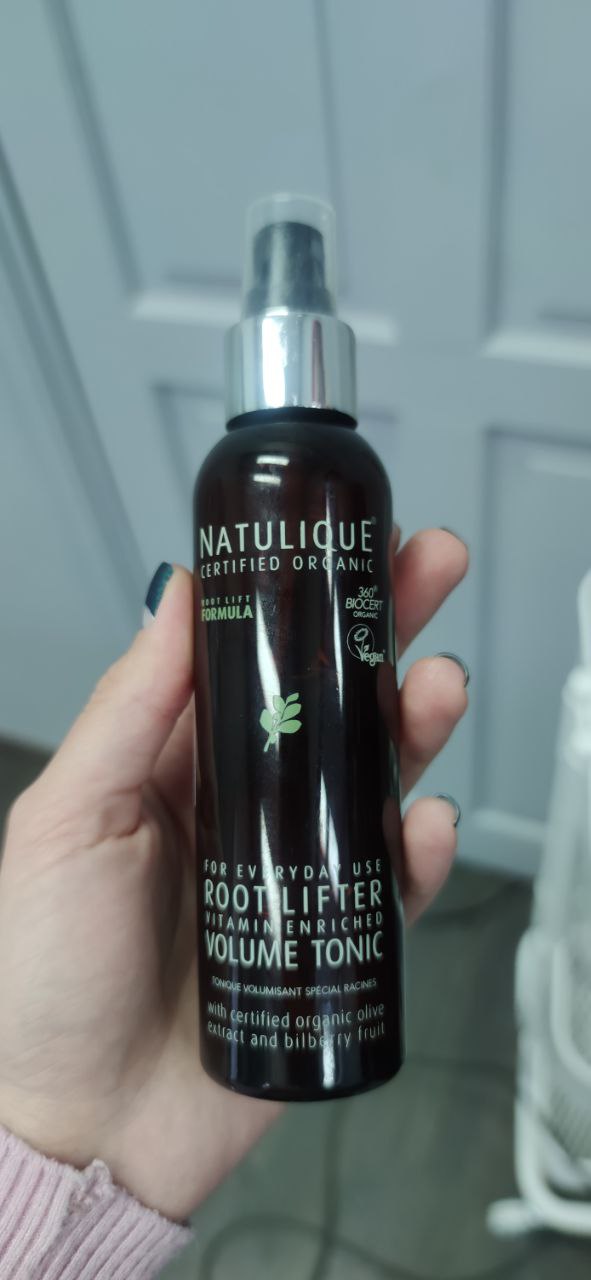 NATULIQUE®
CERTIFIED ORGANIC
ROOT LIFT
FORMULA
360°
BIOCERT
ORGANIC
Vegan
FOR EVERYDAY USE
ROOT LIFTER
VITAMIN ENRICHED
VOLUME TONIC
TONIQUE VOLUMISANT SPÉCIAL RACINES
with certified organic olive
extract and bilberry fruit